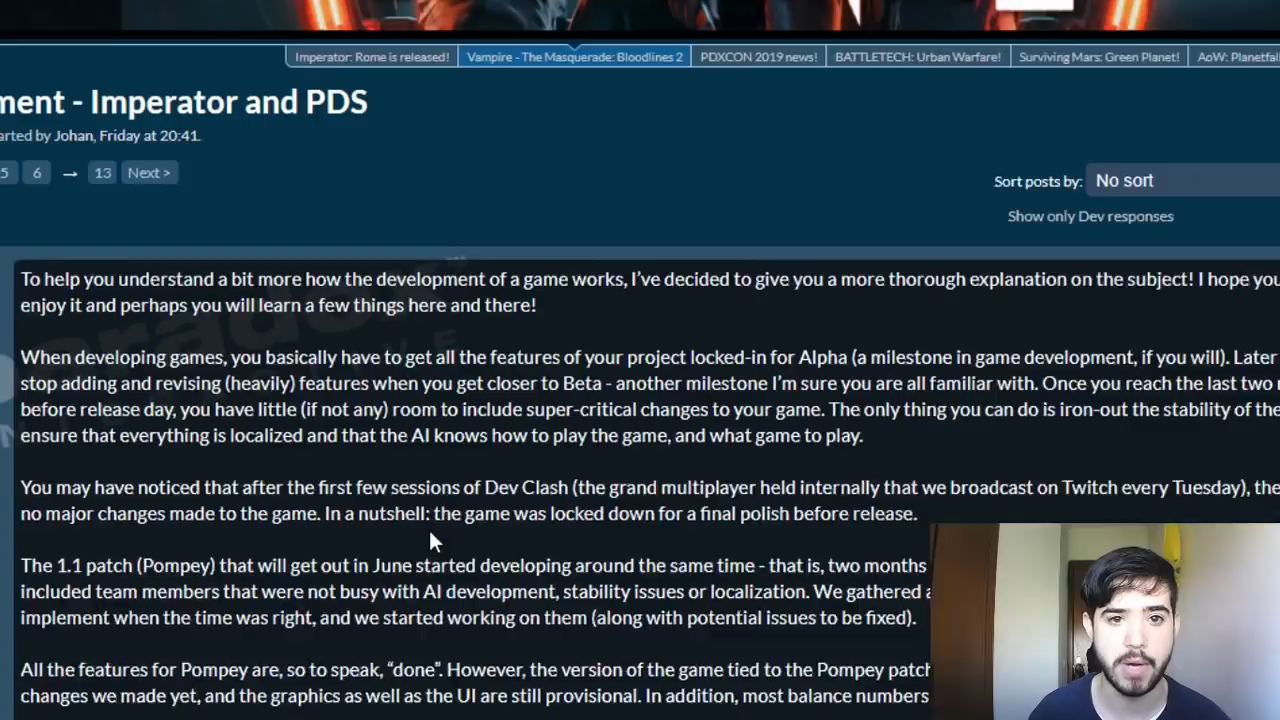 Imperator: Rome is released! Vampire - The Masquerade: Bloodlines 2 PDXCON 2019 news! BATTLETECH: Urban Warfare! Surviving Mars: Green Planet! AoW: Planetfal
ment - Imperator and PDS
arted by Johan, Friday at 20:41.
5 6 → 13 Next >
Sort posts by: No sort
Show only Dev responses
To help you understand a bit more how the development of a game works, I've decided to give you a more thorough explanation on the subject! I hope you
enjoy it and perhaps you will learn a few things here and there!
When developing games, you basically have to get all the features of your project locked-in for Alpha (a milestone in game development, if you will). Later
stop adding and revising (heavily) features when you get closer to Beta - another milestone I'm sure you are all familiar with. Once you reach the last two
before release day, you have little (if not any) room to include super-critical changes to your game. The only thing you can do is iron-out the stability of the
ensure that everything is localized and that the AI knows how to play the game, and what game to play.
You may have noticed that after the first few sessions of Dev Clash (the grand multiplayer held internally that we broadcast on Twitch every Tuesday), the
no major changes made to the game. In a nutshell: the game was locked down for a final polish before release.
The 1.1 patch (Pompey) that will get out in June started developing around the same time - that is, two months
included team members that were not busy with AI development, stability issues or localization. We gathered
implement when the time was right, and we started working on them (along with potential issues to be fixed).
All the features for Pompey are, so to speak, “done”. However, the version of the game tied to the Pompey patch
changes we made yet, and the graphics as well as the UI are still provisional. In addition, most balance numbers